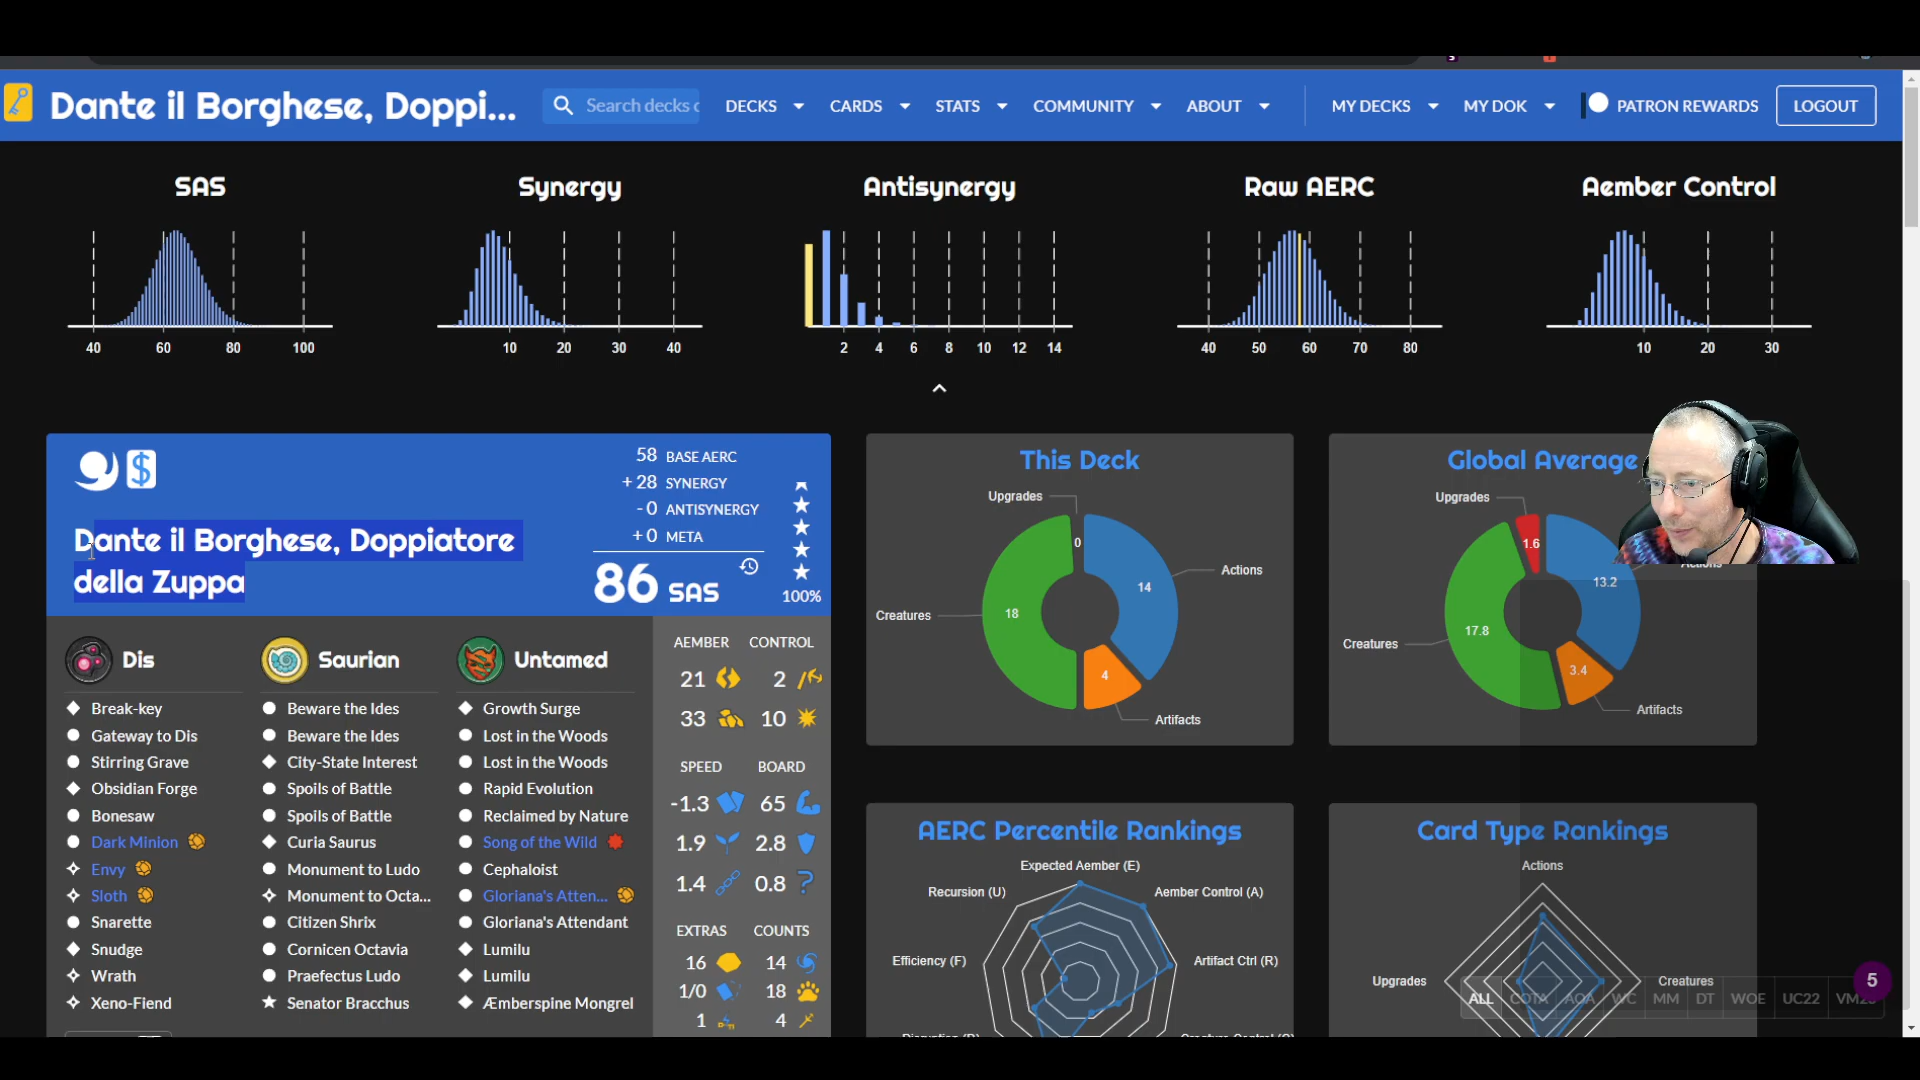 Dante il Borghese, Doppi...
Search decks c
DECKS
CARDS
STATS
COMMUNITY
ABOUT
MY DECKS
MY DOK
PATRON REWARDS
LOGOUT
SAS
40 60 80 100
Synergy
10 20 30 40
Antisynergy
2 4 6 8 10 12 14
Raw AERC
40 50 60 70 80
Aember Control
10 20 30
Dante il Borghese, Doppiatore
della Zuppa
58 BASE AERC
+ 28 SYNERGY
- 0 ANTISYNERGY
+ 0 META
86 SAS
100%
Dis
Break-key
Gateway to Dis
Stirring Grave
Obsidian Forge
Bonesaw
Dark Minion
Envy
Sloth
Snarette
Snudge
Wrath
Xeno-Fiend
Saurian
Beware the Ides
Beware the Ides
City-State Interest
Spoils of Battle
Spoils of Battle
Curia Saurus
Monument to Ludo
Monument to Octa...
Citizen Shrix
Cornicen Octavia
Praefectus Ludo
Senator Bracchus
Untamed
Growth Surge
Lost in the Woods
Lost in the Woods
Rapid Evolution
Reclaimed by Nature
Song of the Wild
Cephaloist
Gloriana's Atten...
Gloriana's Attendant
Lumilu
Lumilu
Æmberspine Mongrel
AEMBER CONTROL
21 2
33 10
SPEED BOARD
-1.3 65
1.9 2.8
1.4 0.8
EXTRAS COUNTS
16 14
1/0 18
1 4
This Deck
Upgrades
0
Actions
14
Creatures
18
4
Artifacts
Global Average
Upgrades
1.6
13.2
Creatures
17.8
3.4
Artifacts
AERC Percentile Rankings
Expected Aember (E)
Recursion (U)
Aember Control (A)
Efficiency (F)
Artifact Ctrl (R)
Card Type Rankings
Actions
Upgrades
Creatures
5
ALL COTA AOA WC MM DT WOE UC22